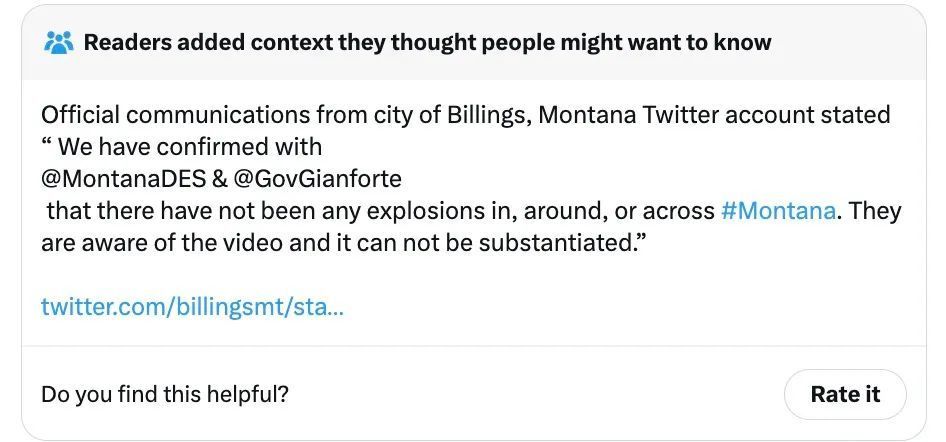 Readers added context they thought people might want to know
Official communications from city of Billings, Montana Twitter account stated
“ We have confirmed with
@MontanaDES & @GovGianforte
that there have not been any explosions in, around, or across #Montana. They
are aware of the video and it can not be substantiated.”
twitter.com/billingsmt/sta...
Do you find this helpful?
Rate it